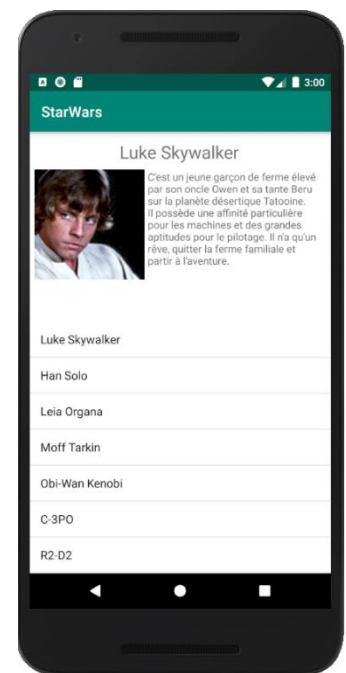 3:00
StarWars
Luke Skywalker
C'est un jeune garçon de ferme élevé
par son oncle Owen et sa tante Beru
sur la planète désertique Tatooine.
Il possède une affinité particulière
pour les machines et des grandes
aptitudes pour le pilotage. Il n'a qu'un
rêve, quitter la ferme familiale et
partir à l'aventure.
Luke Skywalker
Han Solo
Leia Organa
Moff Tarkin
Obi-Wan Kenobi
C-3PO
R2-D2